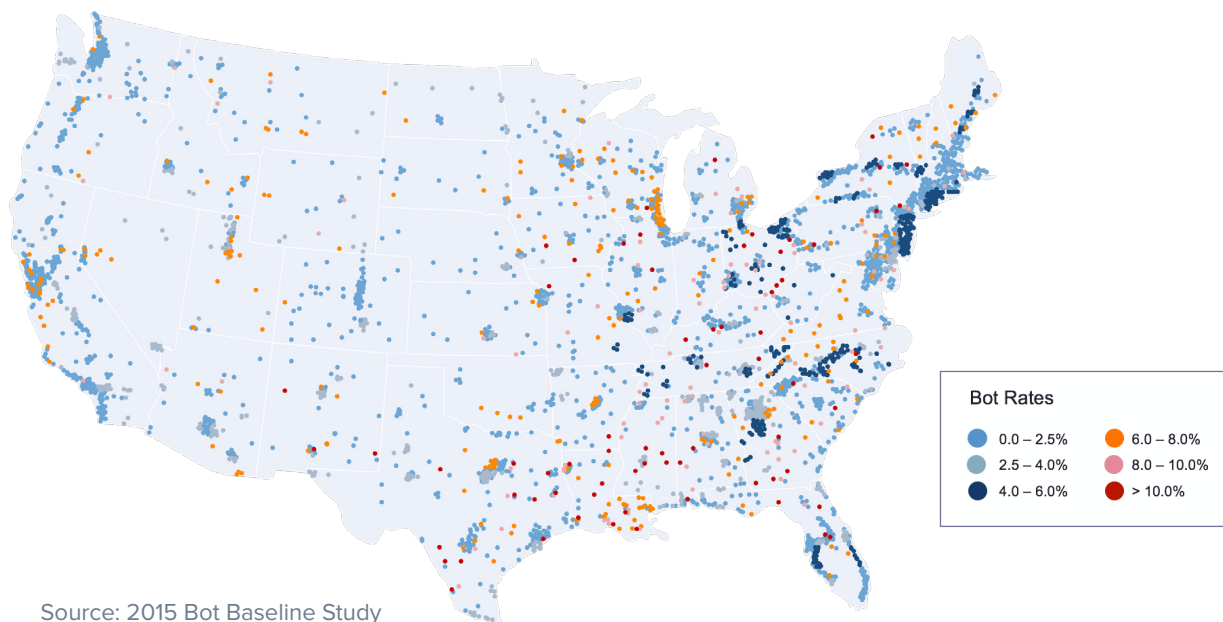 Bot Rates
0.0 – 2.5% 6.0 – 8.0%
2.5 – 4.0% 8.0 – 10.0%
4.0 – 6.0% > 10.0%
Source: 2015 Bot Baseline Study